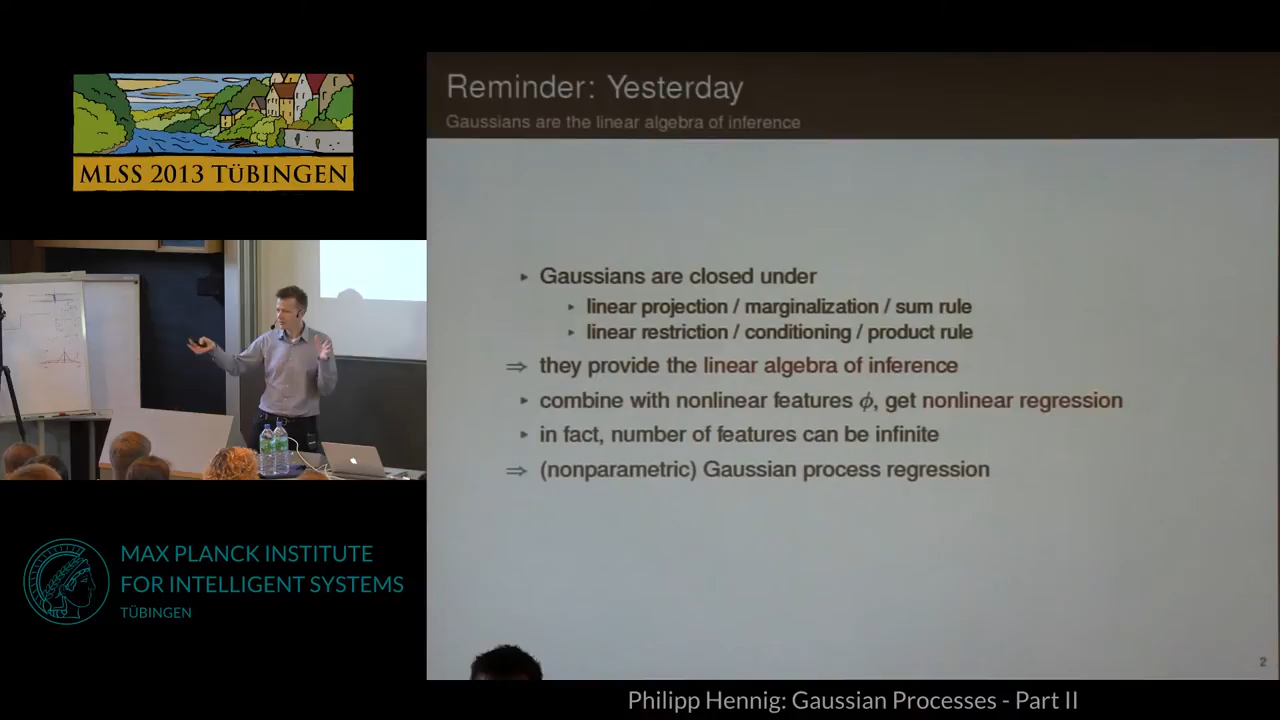 MLSS 2013 TÜBINGEN
MAX PLANCK INSTITUTE
FOR INTELLIGENT SYSTEMS
TÜBINGEN
Reminder: Yesterday
Gaussians are the linear algebra of inference
▸ Gaussians are closed under
▸ linear projection / marginalization / sum rule
▸ linear restriction / conditioning / product rule
⇒ they provide the linear algebra of inference
▸ combine with nonlinear features ϕ, get nonlinear regression
▸ in fact, number of features can be infinite
⇒ (nonparametric) Gaussian process regression
2
Philipp Hennig: Gaussian Processes - Part II